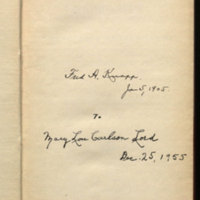 Fred A. Knapp
Jan 5, 1905.
To
Mary Lou Carlson Lord
Dec. 25, 1955